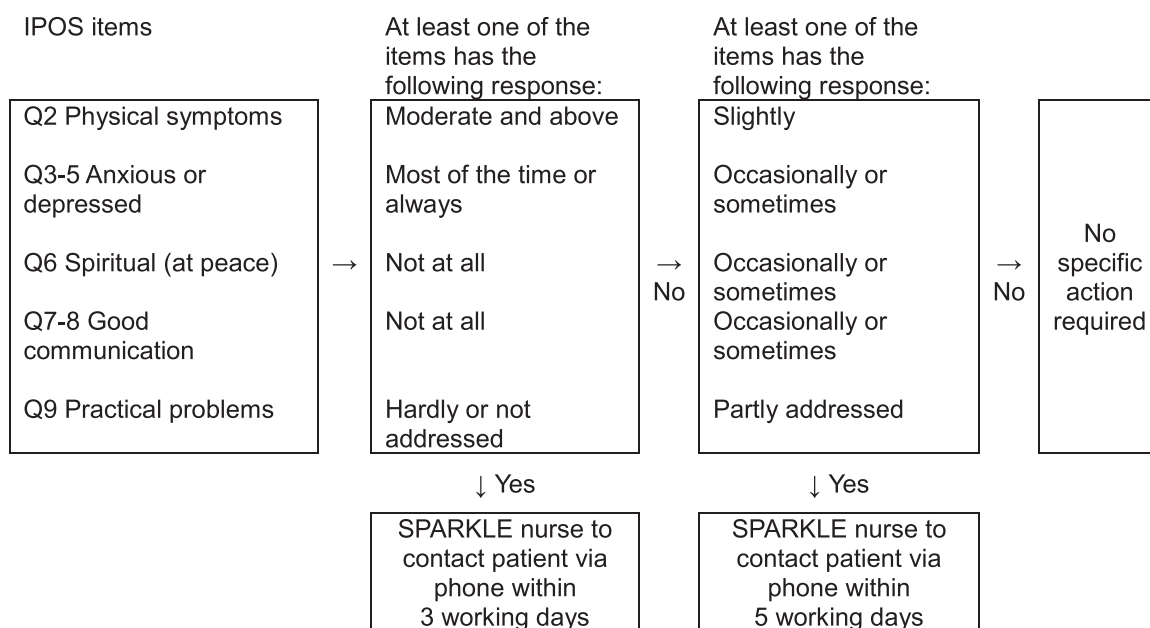 IPOS items
At least one of the
items has the
following response:
At least one of the
items has the
following response:
Q2 Physical symptoms
Q3-5 Anxious or
depressed
Q6 Spiritual (at peace)
Q7-8 Good
communication
Q9 Practical problems
→
Moderate and above
Most of the time or
always
Not at all
Not at all
Hardly or not
addressed
→
No
Slightly
Occasionally or
sometimes
Occasionally or
sometimes
Occasionally or
sometimes
Partly addressed
→
No
No
specific
action
required
↓ Yes
↓ Yes
SPARKLE nurse to
contact patient via
phone within
3 working days
SPARKLE nurse to
contact patient via
phone within
5 working days